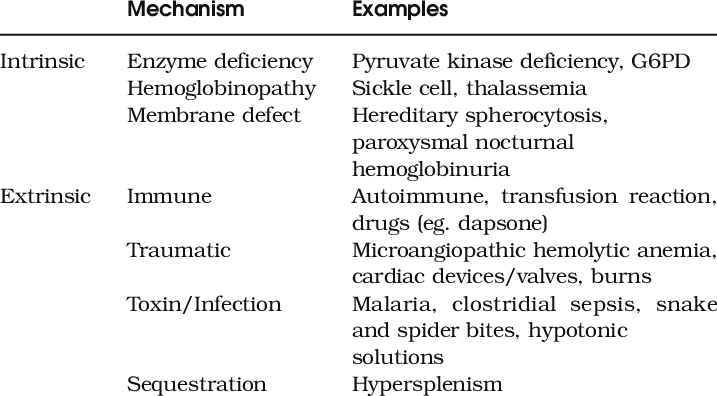 Mechanism Examples
Intrinsic Enzyme deficiency Pyruvate kinase deficiency, G6PD
Hemoglobinopathy Sickle cell, thalassemia
Membrane defect Hereditary spherocytosis,
paroxysmal nocturnal
hemoglobinuria
Extrinsic Immune Autoimmune, transfusion reaction,
drugs (eg. dapsone)
Traumatic Microangiopathic hemolytic anemia,
cardiac devices/valves, burns
Toxin/Infection Malaria, clostridial sepsis, snake
and spider bites, hypotonic
solutions
Sequestration Hypersplenism